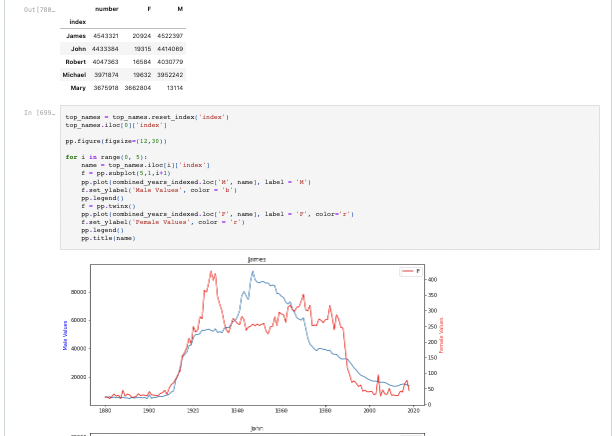 Out[700…
number F M
index
James 4543321 20924 4522397
John 4433384 19315 4414069
Robert 4047363 16584 4030779
Michael 3971874 19632 3952242
Mary 3675918 3662804 13114
In [699…
top_names = top_names.reset_index('index')
top_names.iloc[0]['index']
pp.figure(figsize=(12,30))
for i in range(0, 5):
name = top_names.iloc[i]['index']
f = pp.subplot(5,1,i+1)
pp.plot(combined_years_indexed.loc['M', name], label = 'M')
f.set_ylabel('Male Values', color = 'b')
pp.legend()
f = pp.twinx()
pp.plot(combined_years_indexed.loc['F', name], label = 'F', color='r')
f.set_ylabel('Female Values', color = 'r')
pp.legend()
pp.title(name)
James
F
Male Values
80000
60000
40000
20000
400
350
300
250
200
150
100
50
0
Female Values
1880 1900 1920 1940 1960 1980 2000 2020
John